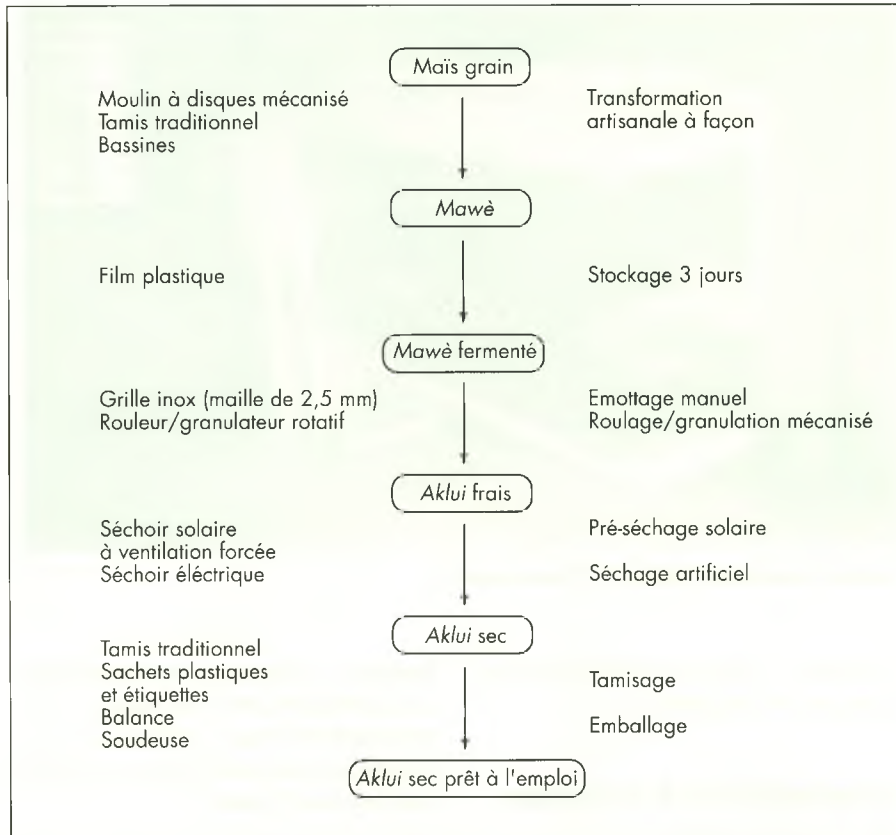 Maïs grain
Moulin à disques mécanisé
Tamis traditionnel
Bassines
Transformation
artisanale à façon
Mawè
Film plastique
Stockage 3 jours
Mawè fermenté
Grille inox (maille de 2,5 mm)
Rouleur/granulateur rotatif
Emottage manuel
Roulage/granulation mécanisé
Aklui frais
Séchoir solaire
à ventilation forcée
Séchoir éléctrique
Pré-séchage solaire
Séchage artificiel
Aklui sec
Tamis traditionnel
Sachets plastiques
et étiquettes
Balance
Soudeuse
Tamisage
Emballage
Aklui sec prêt à l'emploi